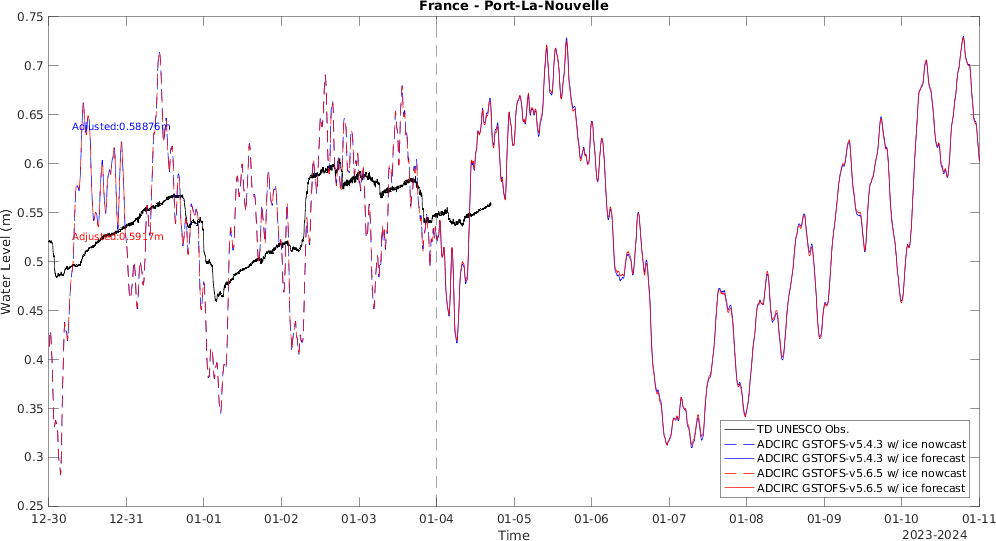 France - Port-La-Nouvelle
0.75
0.7
0.65
0.6
0.55
0.5
0.45
0.4
0.35
0.3
0.25
Water Level (m)
Adjusted:0.58876m
Adjusted:0.5917m
TD UNESCO Obs.
ADCIRC GSTOFS-v5.4.3 w/ ice nowcast
ADCIRC GSTOFS-v5.4.3 w/ ice forecast
ADCIRC GSTOFS-v5.6.5 w/ ice nowcast
ADCIRC GSTOFS-v5.6.5 w/ ice forecast
12-30 12-31 01-01 01-02 01-03 01-04 01-05 01-06 01-07 01-08 01-09 01-10 01-11
Time
2023-2024